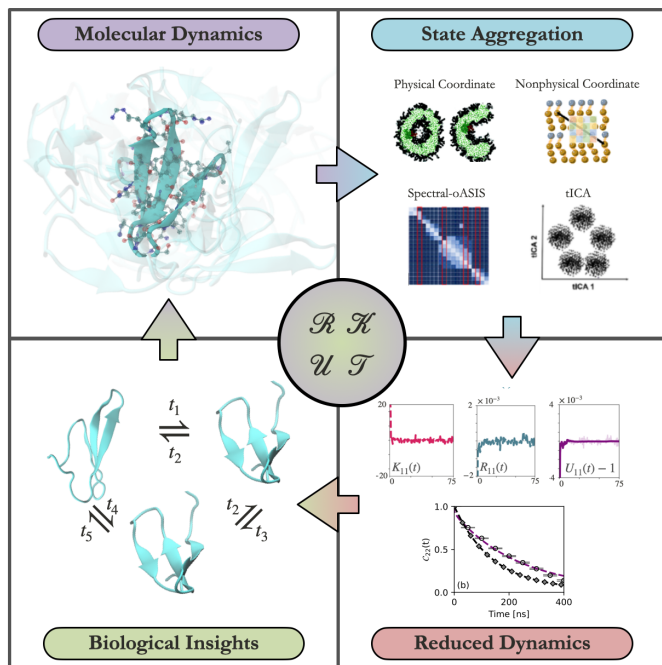 Molecular Dynamics
State Aggregation
Physical Coordinate
Nonphysical Coordinate
Spectral-oASIS
tICA
tICA 2
tICA 1
ℛ 𝒦
𝒰 𝒯
t₁
t₂
t₄
t₅
t₂
t₃
20
-20
0
75
K₁₁(t)
× 10⁻³
2
−2
0
75
R₁₁(t)
× 10⁻³
4
4
0
75
U₁₁(t) − 1
C₂₂(t)
1.0
0.5
0.0
(b)
0
200
400
Time [ns]
Biological Insights
Reduced Dynamics